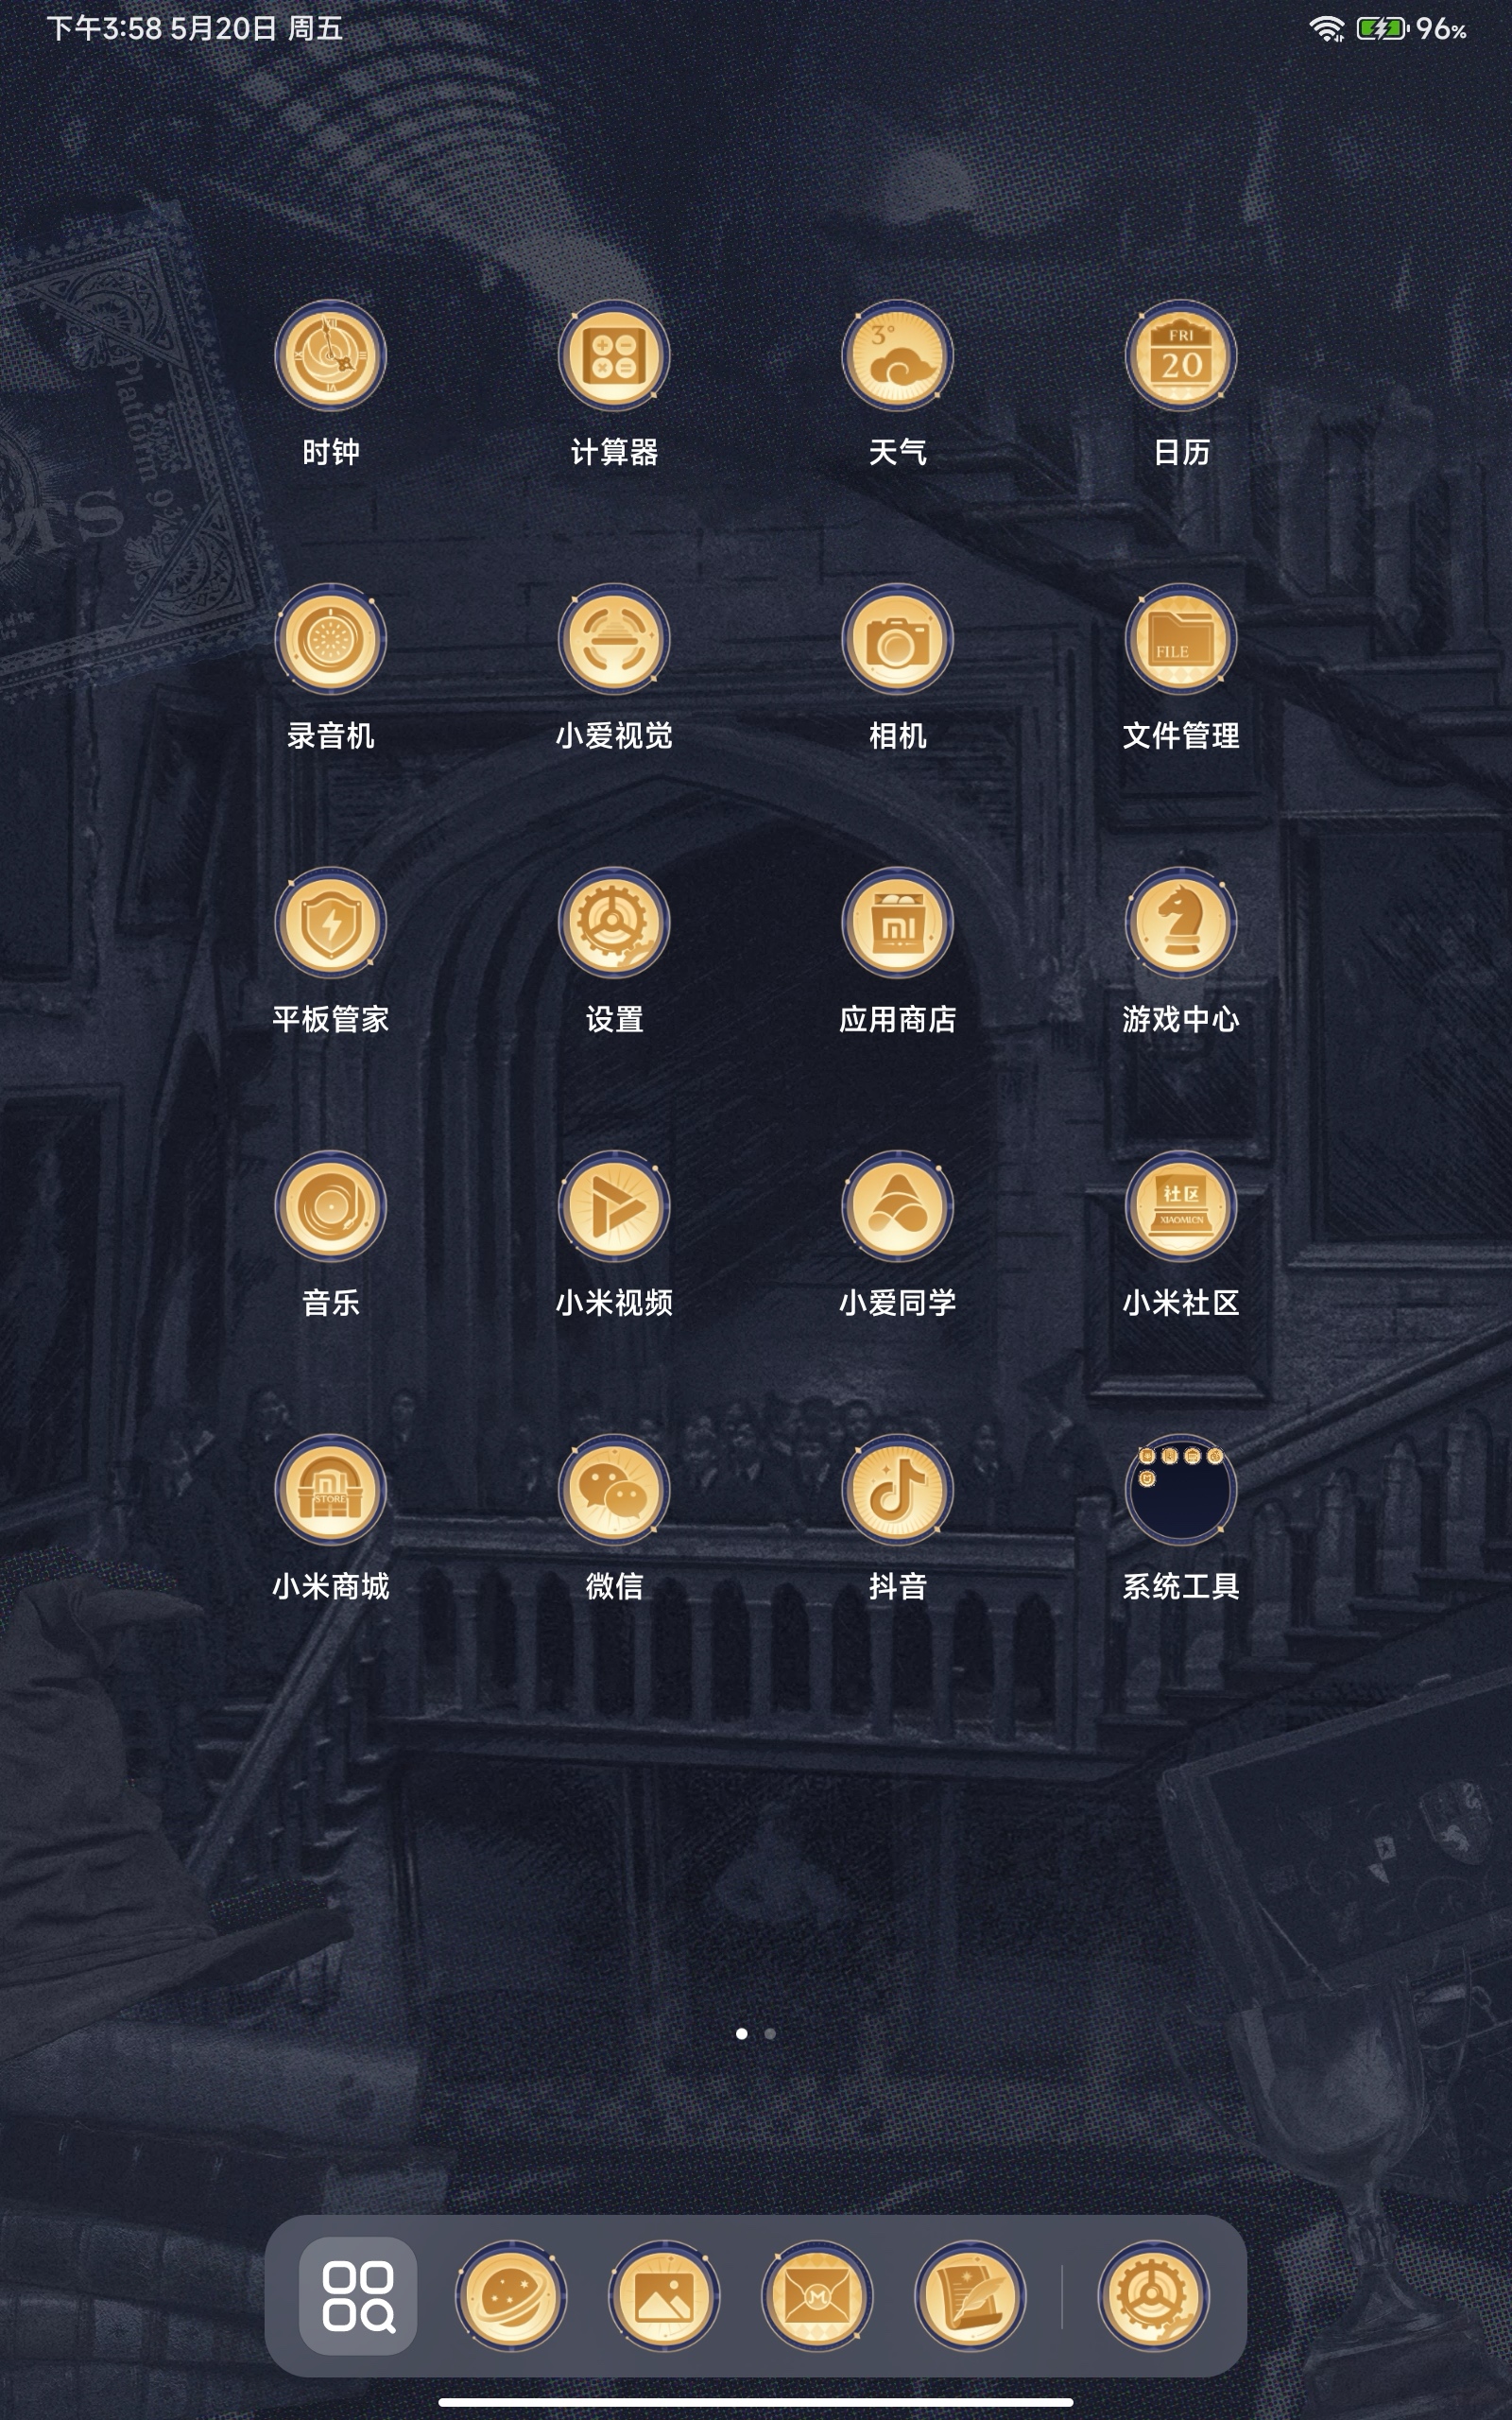 下午3:58 5月20日 周五
96%
3°
FRI
20
时钟
计算器
天气
日历
FILE
录音机
小爱视觉
相机
文件管理
平板管家
设置
应用商店
游戏中心
社区
XIAOMI.CN
音乐
小米视频
小爱同学
小米社区
STORE
小米商城
微信
抖音
系统工具
Platform 9¾